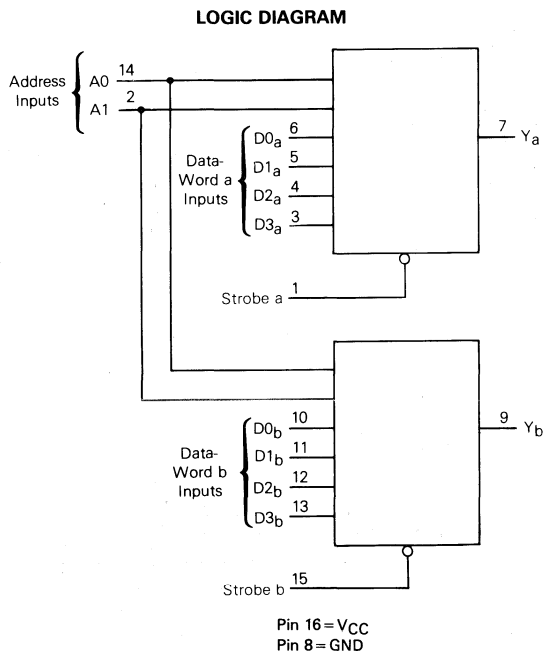 LOGIC DIAGRAM
Address
Inputs
A0 14
A1 2
Data-
Word a
Inputs
D0a 6
D1a 5
D2a 4
D3a 3
7 Ya
Strobe a 1
Data-
Word b
Inputs
D0b 10
D1b 11
D2b 12
D3b 13
9 Yb
Strobe b 15
Pin 16=VCC
Pin 8=GND